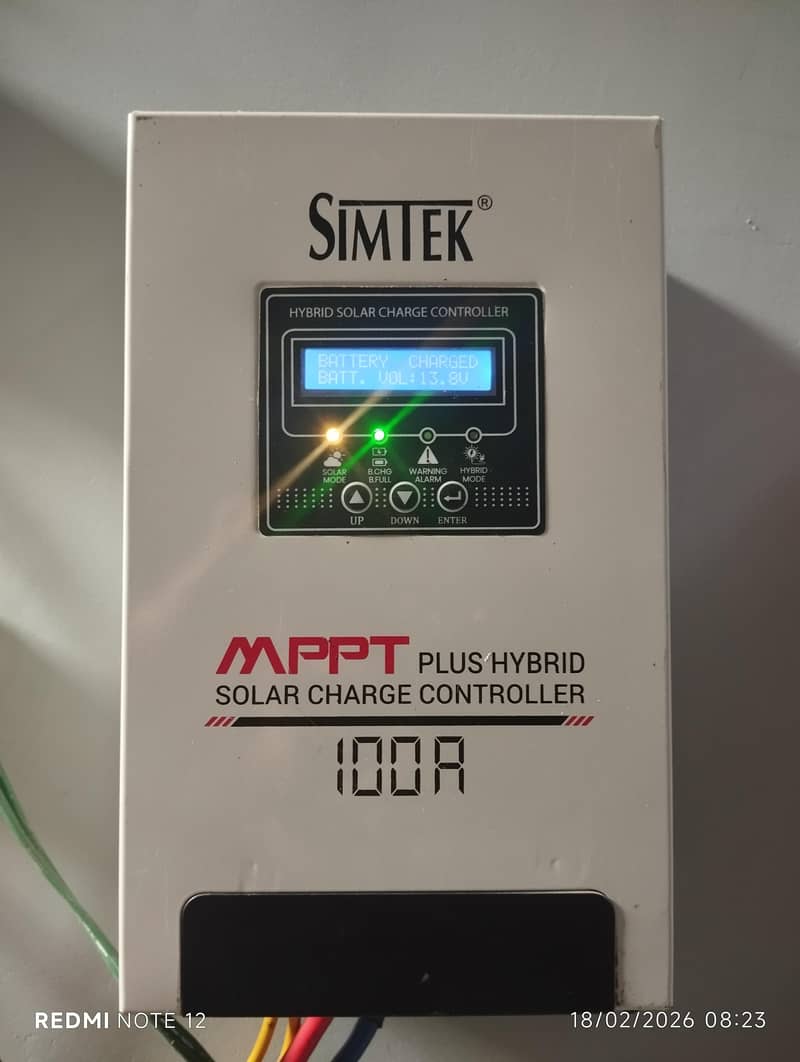 SIMTEK®
HYBRID SOLAR CHARGE CONTROLLER
BATTERY CHARGED
BATT. VOL:13.8V
SOLAR MODE
B.CHG B.FULL
WARNING ALARM
HYBRID MODE
UP DOWN ENTER
MPPT PLUS HYBRID
SOLAR CHARGE CONTROLLER
100A
REDMI NOTE 12
18/02/2026 08:23